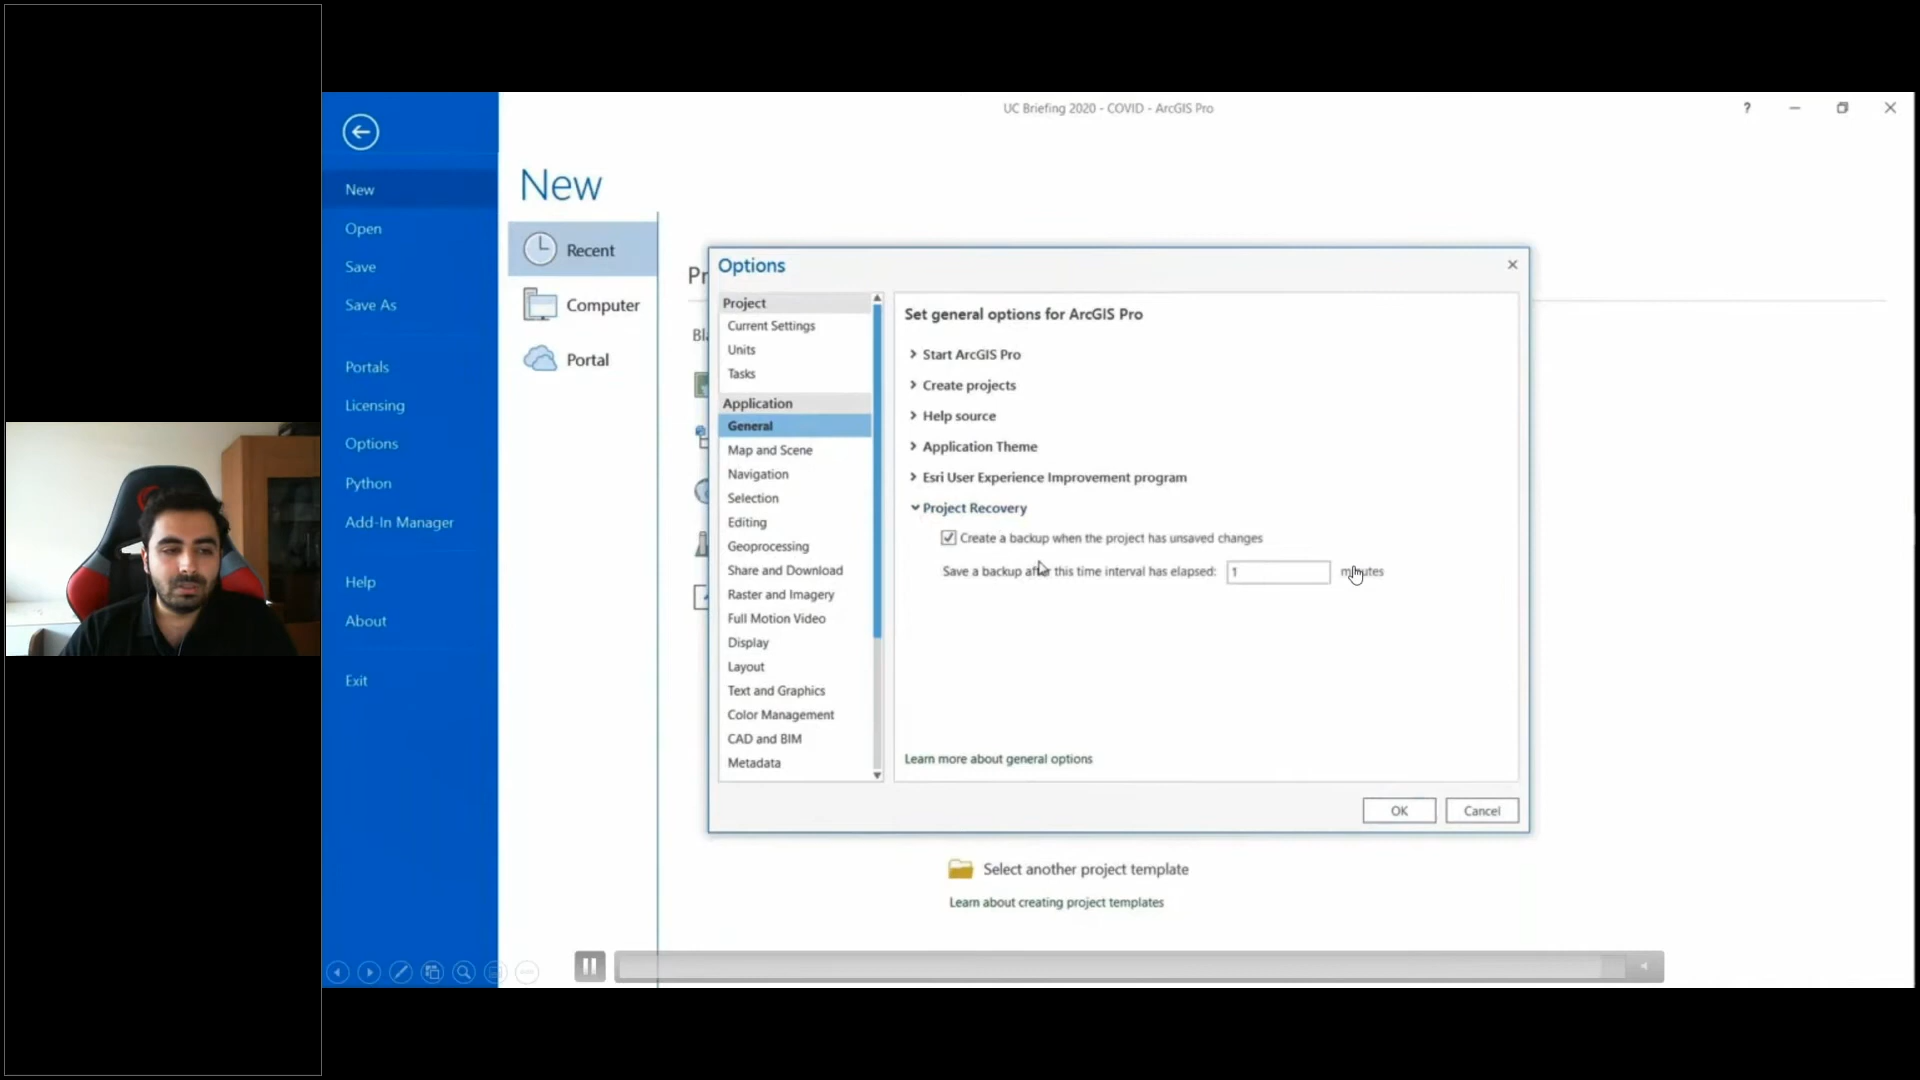 UC Briefing 2020 - COVID - ArcGIS Pro
?
New
Open
Save
Save As
Portals
Licensing
Options
Python
Add-In Manager
Help
About
Exit
New
Recent
Computer
Portal
Pr
Bla
Options
Project
Current Settings
Units
Tasks
Application
General
Map and Scene
Navigation
Selection
Editing
Geoprocessing
Share and Download
Raster and Imagery
Full Motion Video
Display
Layout
Text and Graphics
Color Management
CAD and BIM
Metadata
Set general options for ArcGIS Pro
Start ArcGIS Pro
Create projects
Help source
Application Theme
Esri User Experience Improvement program
Project Recovery
Create a backup when the project has unsaved changes
Save a backup after this time interval has elapsed: 1 minutes
Learn more about general options
OK
Cancel
Select another project template
Learn about creating project templates